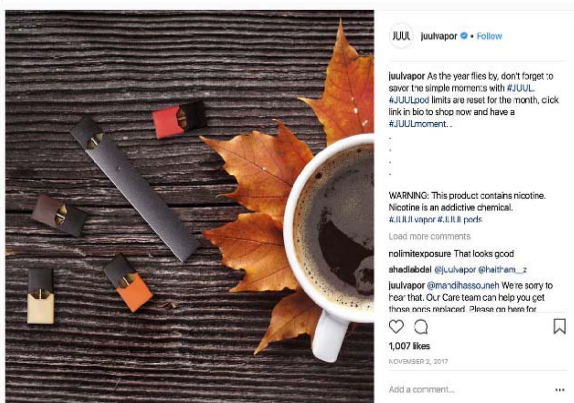 JUUL
juulvapor • Follow
juulvapor As the year flies by, don't forget to
savor the simple moments with #JUUL.
#JUULpod limits are reset for the month, click
link in bio to shop now and have a
#JUULmoment. .
.
.
.
.
WARNING: This product contains nicotine.
Nicotine is an addictive chemical.
#JUULvapor #JUULpods
Load more comments
nolimitexposure That looks good
shadiabdel @juulvapor @haitham__z
juulvapor @mandihassouneh We're sorry to
hear that. Our Care team can help you get
those pods replaced. Please go here for
1,007 likes
NOVEMBER 2, 2017
Add a comment...